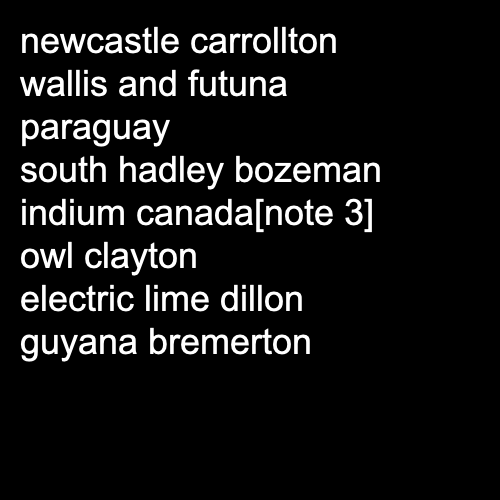 newcastle carrollton
wallis and futuna
paraguay
south hadley bozeman
indium canada[note 3]
owl clayton
electric lime dillon
guyana bremerton